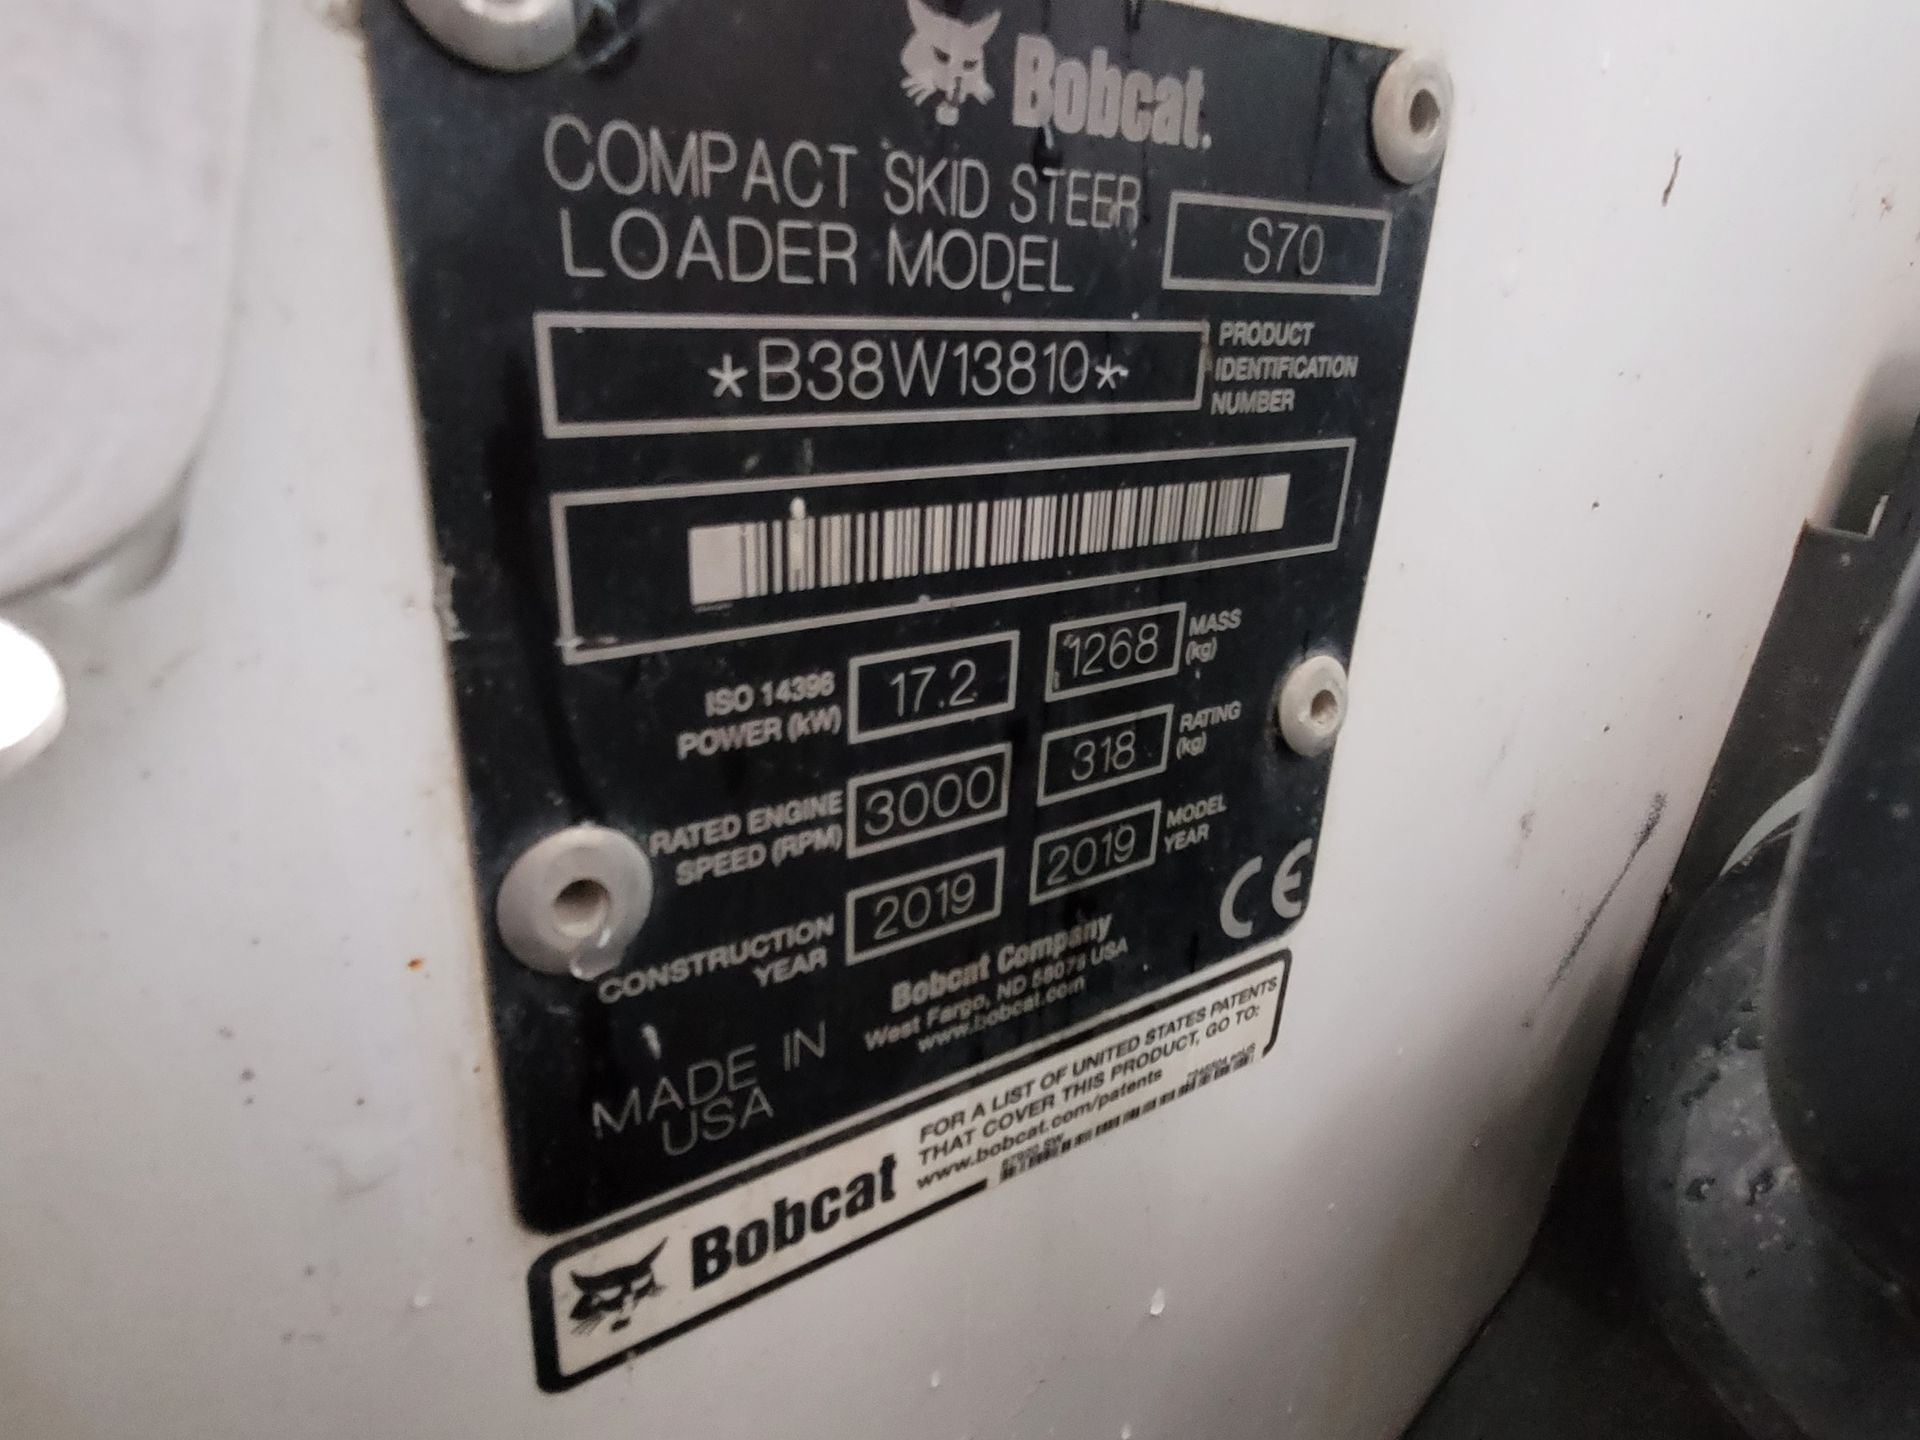 Bobcat.
COMPACT SKID STEER
LOADER MODEL
S70
*B38W13810*
PRODUCT
IDENTIFICATION
NUMBER
ISO 14396
POWER (kW)
17.2
1268
MASS
(kg)
RATED ENGINE
SPEED (RPM)
3000
318
RATING
(kg)
CONSTRUCTION
YEAR
2019
2019
MODEL
YEAR
CE
MADE IN
USA
Bobcat Company
West Fargo, ND 58078 USA
www.bobcat.com
Bobcat
FOR A LIST OF UNITED STATES PATENTS
THAT COVER THIS PRODUCT, GO TO:
www.bobcat.com/patents